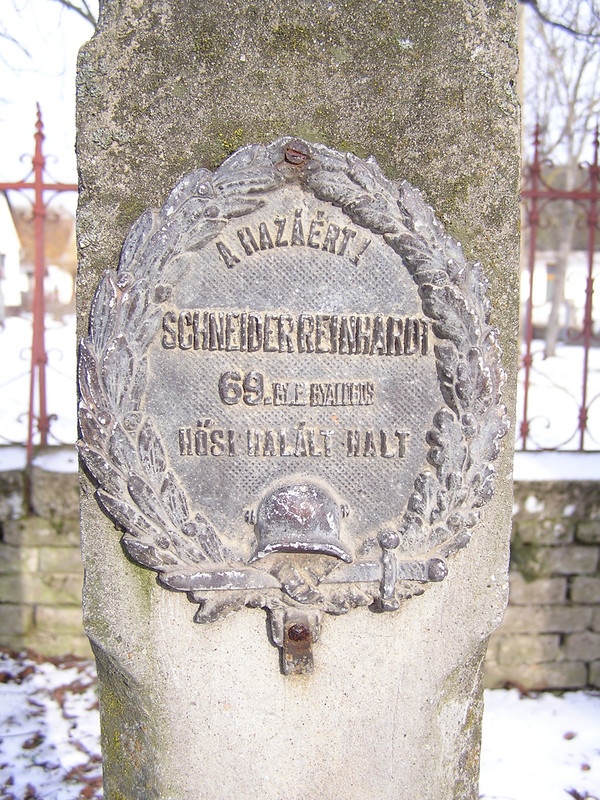 A HAZÁÉRT!
SCHNEIDER REINHARDT
69.
HŐSI HALÁLT HALT